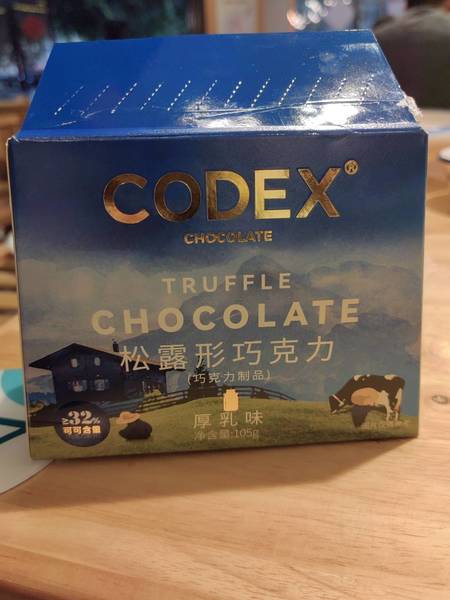 CODEX®
CHOCOLATE
TRUFFLE
CHOCOLATE
松露形巧克力
(巧克力制品)
≥32%
可可含量
厚乳味
净含量:105g